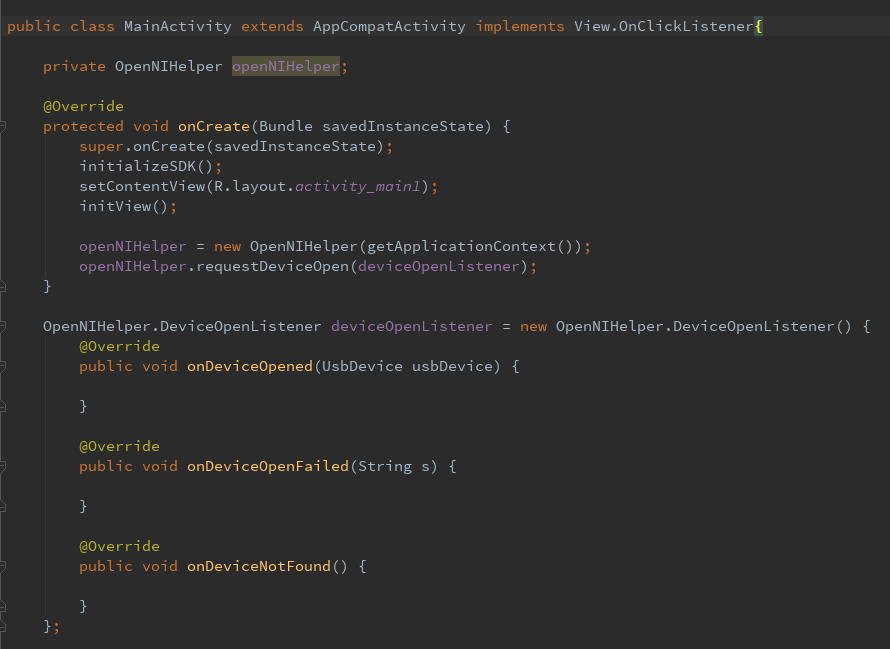 public class MainActivity extends AppCompatActivity implements View.OnClickListener{
private OpenNIHelper openNIHelper;
@Override
protected void onCreate(Bundle savedInstanceState) {
super.onCreate(savedInstanceState);
initializeSDK();
setContentView(R.layout.activity_main1);
initView();
openNIHelper = new OpenNIHelper(getApplicationContext());
openNIHelper.requestDeviceOpen(deviceOpenListener);
}
OpenNIHelper.DeviceOpenListener deviceOpenListener = new OpenNIHelper.DeviceOpenListener() {
@Override
public void onDeviceOpened(UsbDevice usbDevice) {
}
@Override
public void onDeviceOpenFailed(String s) {
}
@Override
public void onDeviceNotFound() {
}
};